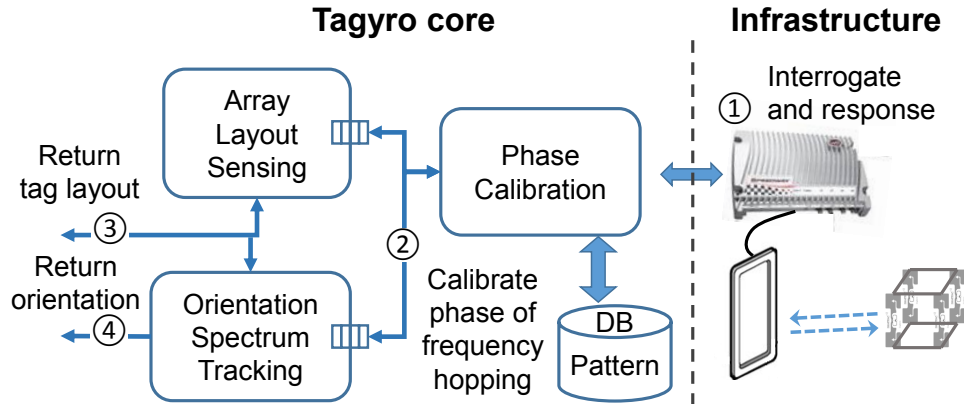 Tagyro core
Infrastructure
Array
Layout
Sensing
Return
tag layout
③
Return
orientation
④
Orientation
Spectrum
Tracking
②
Phase
Calibration
Calibrate
phase of
frequency
hopping
DB
Pattern
①
Interrogate
and response